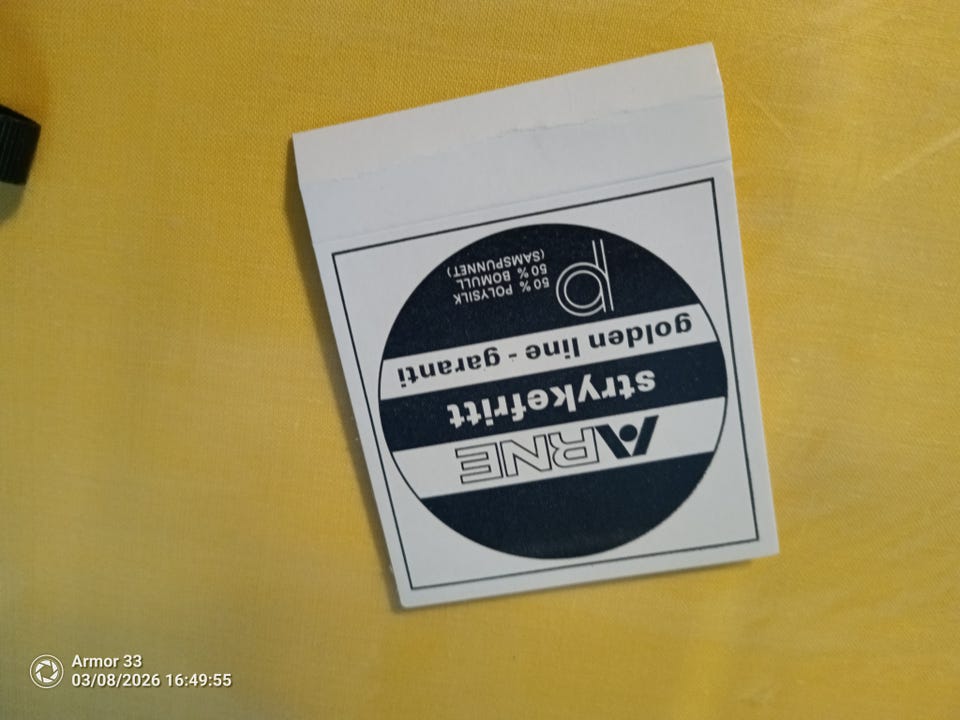 ARNE
strykefritt
golden line - garanti
50 % POLYSILK
50 % BOMULL
(SAMSPUNNET)
Armor 33
03/08/2026 16:49:55